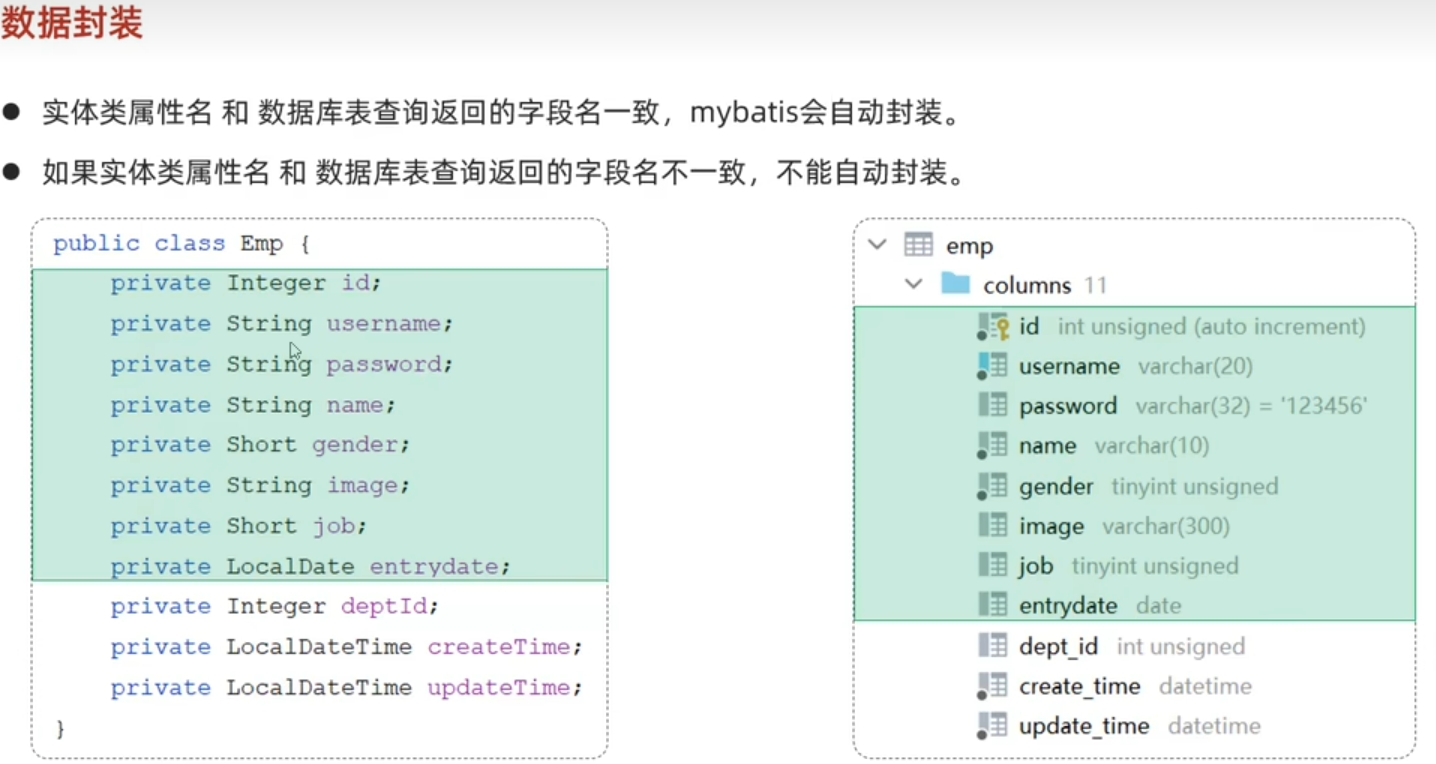 数据封装
● 实体类属性名 和 数据库表查询返回的字段名一致，mybatis会自动封装。
● 如果实体类属性名 和 数据库表查询返回的字段名不一致，不能自动封装。
public class Emp {
private Integer id;
private String username;
private String password;
private String name;
private Short gender;
private String image;
private Short job;
private LocalDate entrydate;
private Integer deptId;
private LocalDateTime createTime;
private LocalDateTime updateTime;
}
emp
columns 11
id int unsigned (auto increment)
username varchar(20)
password varchar(32) = '123456'
name varchar(10)
gender tinyint unsigned
image varchar(300)
job tinyint unsigned
entrydate date
dept_id int unsigned
create_time datetime
update_time datetime